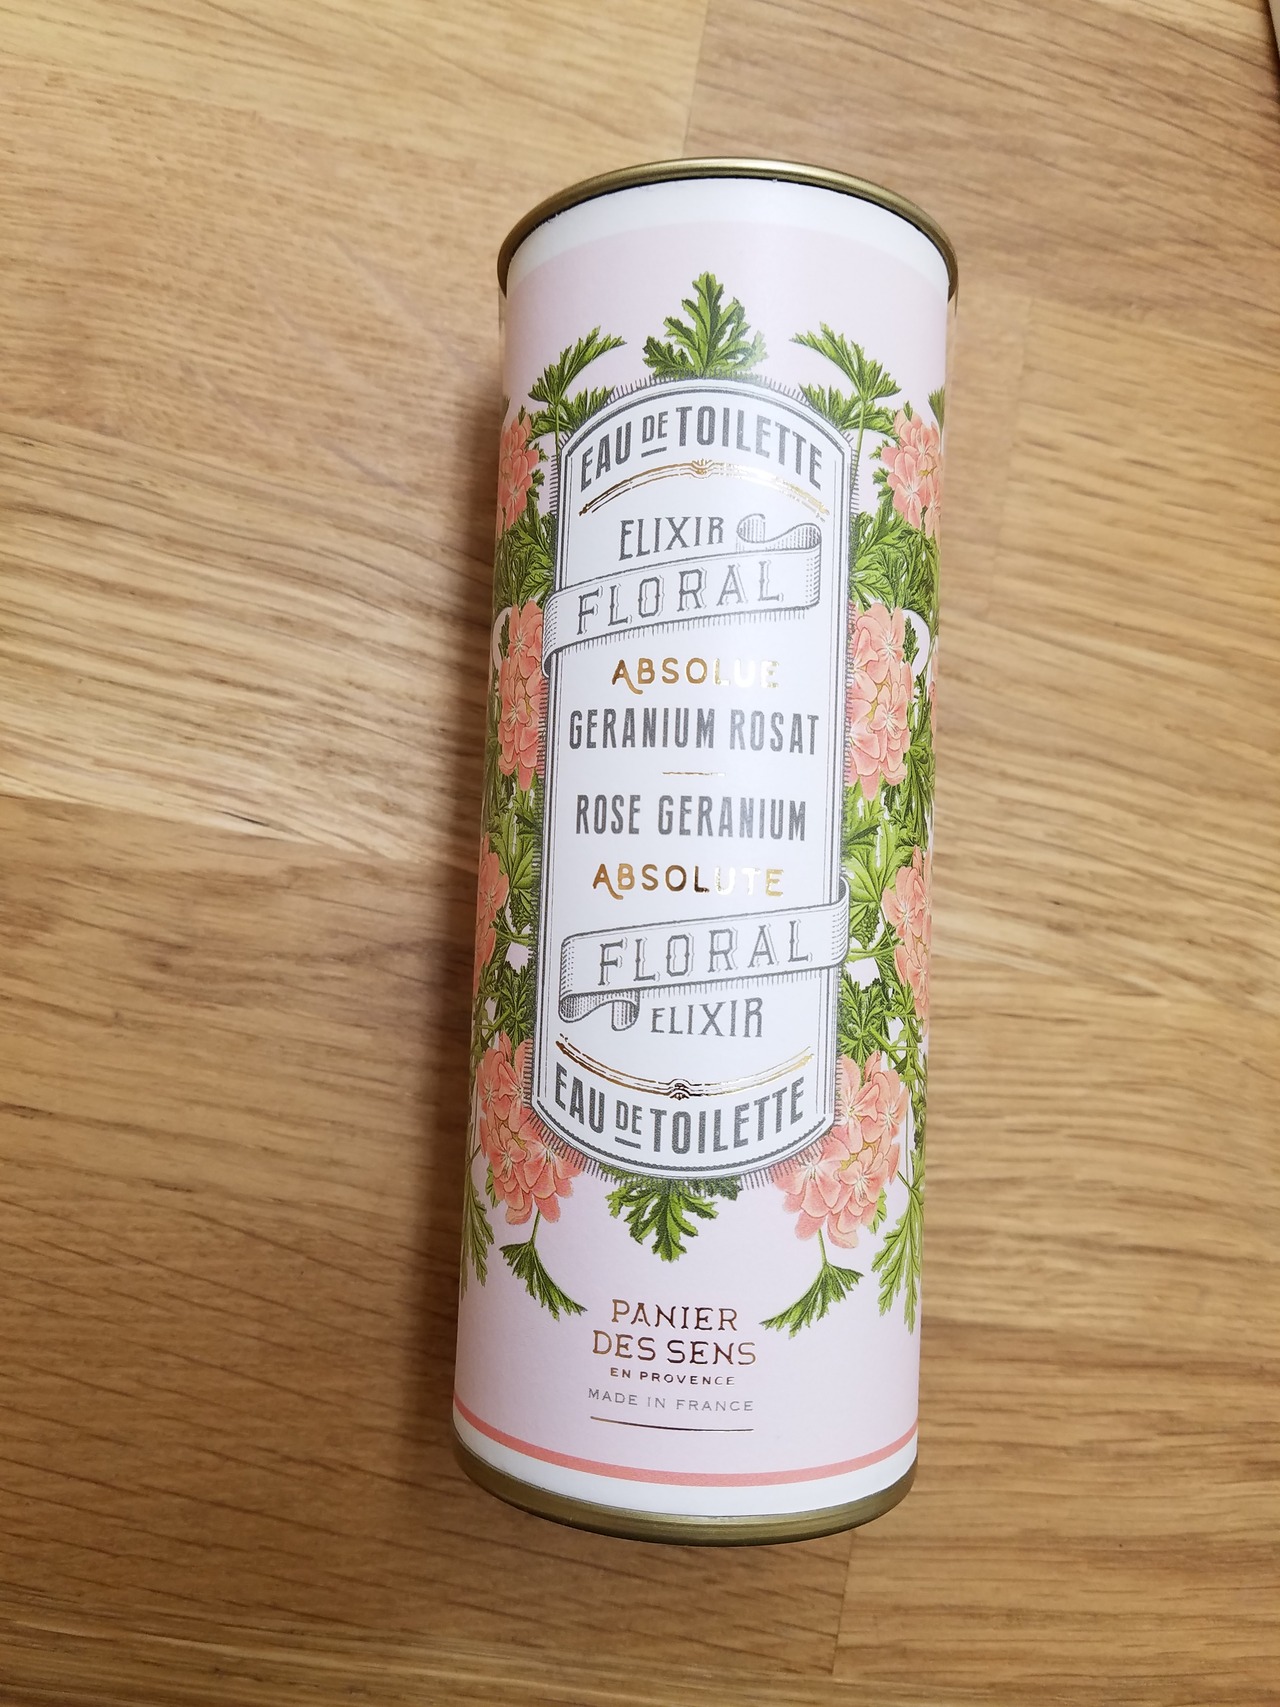 EAU DE TOILETTE
ELIXIR
FLORAL
ABSOLUE
GERANIUM ROSAT
ROSE GERANIUM
ABSOLUTE
FLORAL
ELIXIR
EAU DE TOILETTE
PANIER
DES SENS
EN PROVENCE
MADE IN FRANCE